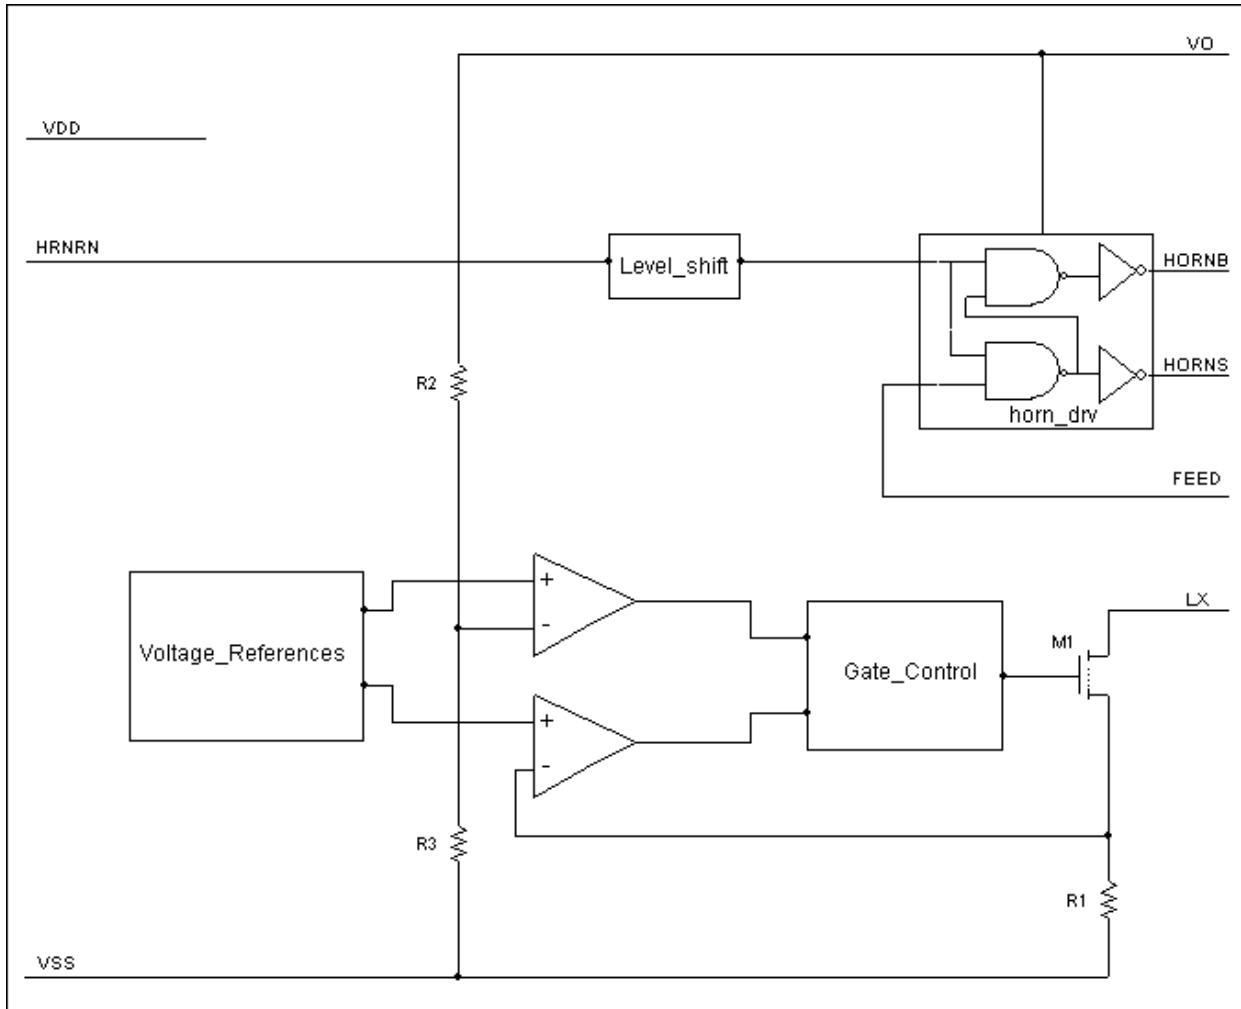 VO
VDD
HRNRN
Level_shift
HORNB
HORNS
R2
horn_drv
FEED
+
-
LX
M1
Voltage_References
Gate_Control
+
-
R3
R1
VSS